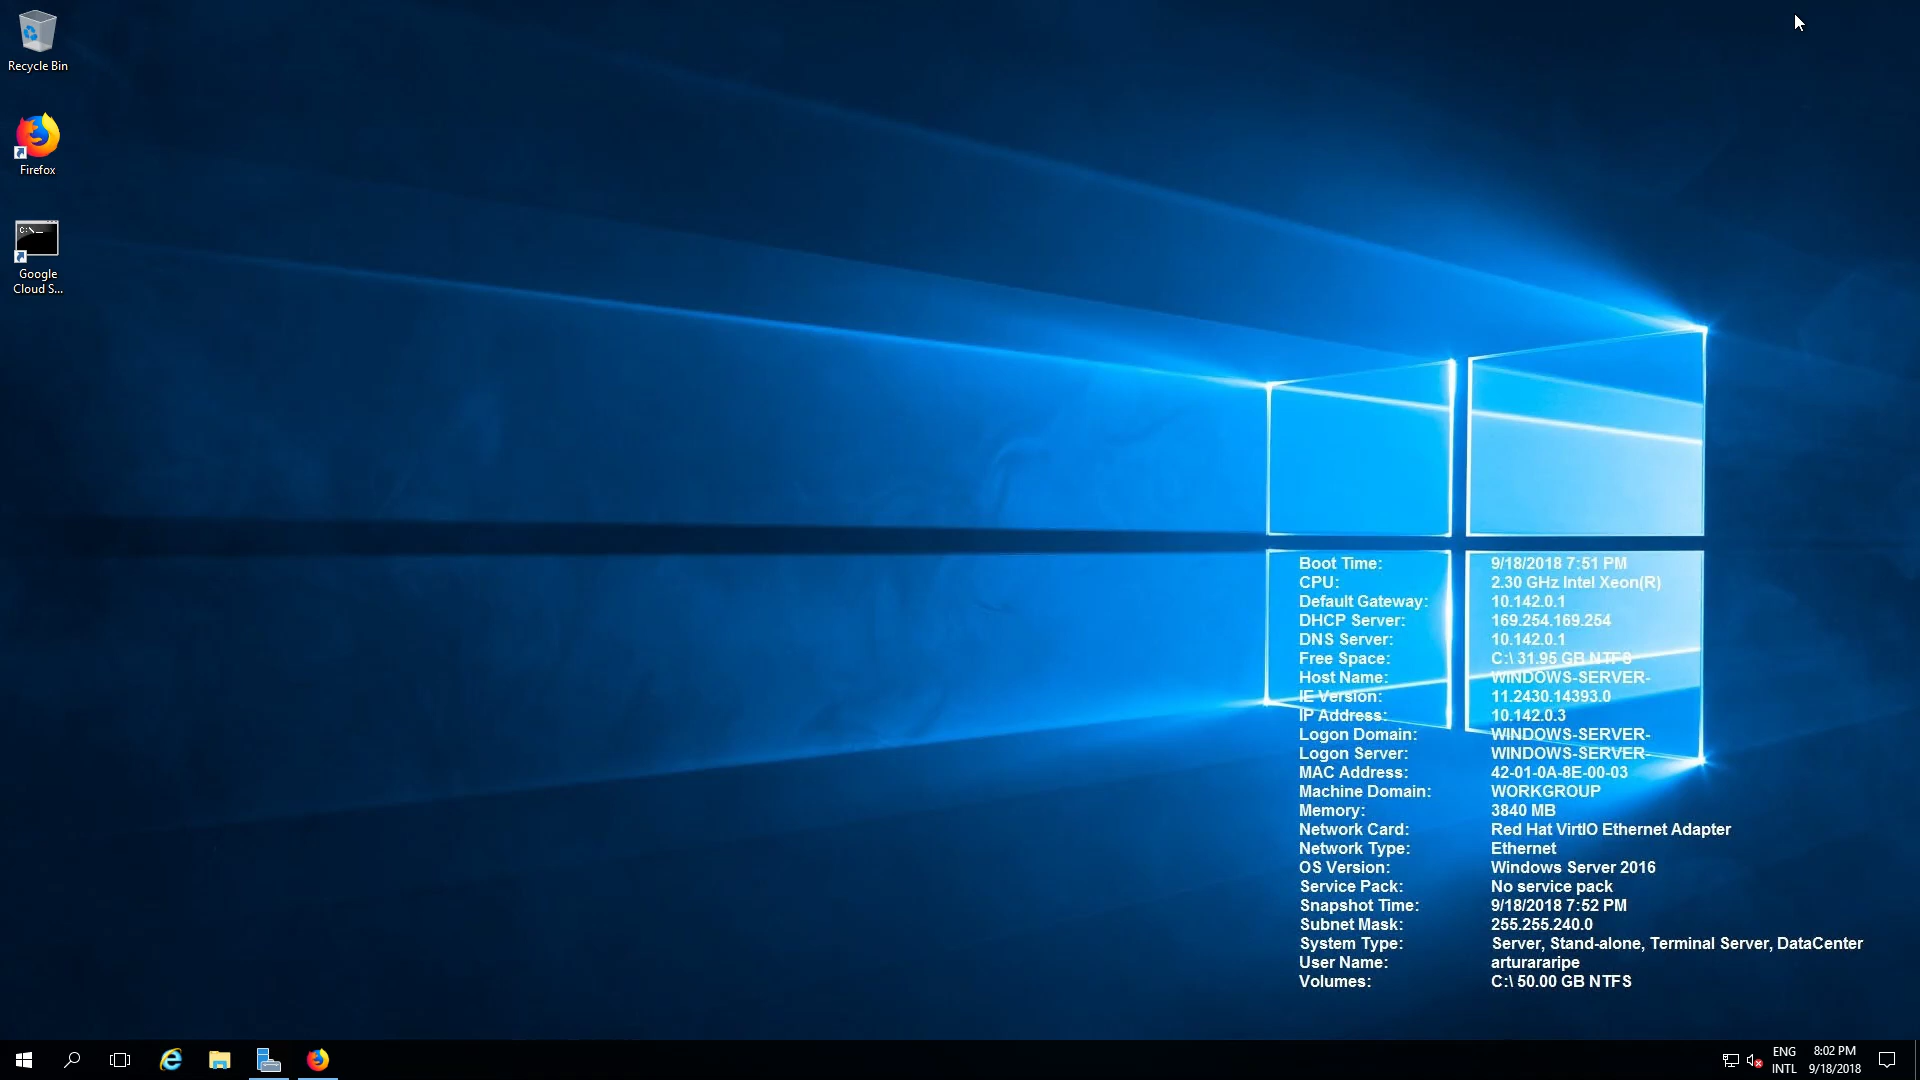 Recycle Bin
Firefox
C:\._
Google
Cloud S...
Boot Time: 9/18/2018 7:51 PM
CPU: 2.30 GHz Intel Xeon(R)
Default Gateway: 10.142.0.1
DHCP Server: 169.254.169.254
DNS Server: 10.142.0.1
Free Space: C:\ 31.95 GB NTFS
Host Name: WINDOWS-SERVER-
IE Version: 11.2430.14393.0
IP Address: 10.142.0.3
Logon Domain: WINDOWS-SERVER-
Logon Server: WINDOWS-SERVER-
MAC Address: 42-01-0A-8E-00-03
Machine Domain: WORKGROUP
Memory: 3840 MB
Network Card: Red Hat VirtIO Ethernet Adapter
Network Type: Ethernet
OS Version: Windows Server 2016
Service Pack: No service pack
Snapshot Time: 9/18/2018 7:52 PM
Subnet Mask: 255.255.240.0
System Type: Server, Stand-alone, Terminal Server, DataCenter
User Name: arturararipe
Volumes: C:\ 50.00 GB NTFS
ENG 8:02 PM
INTL 9/18/2018